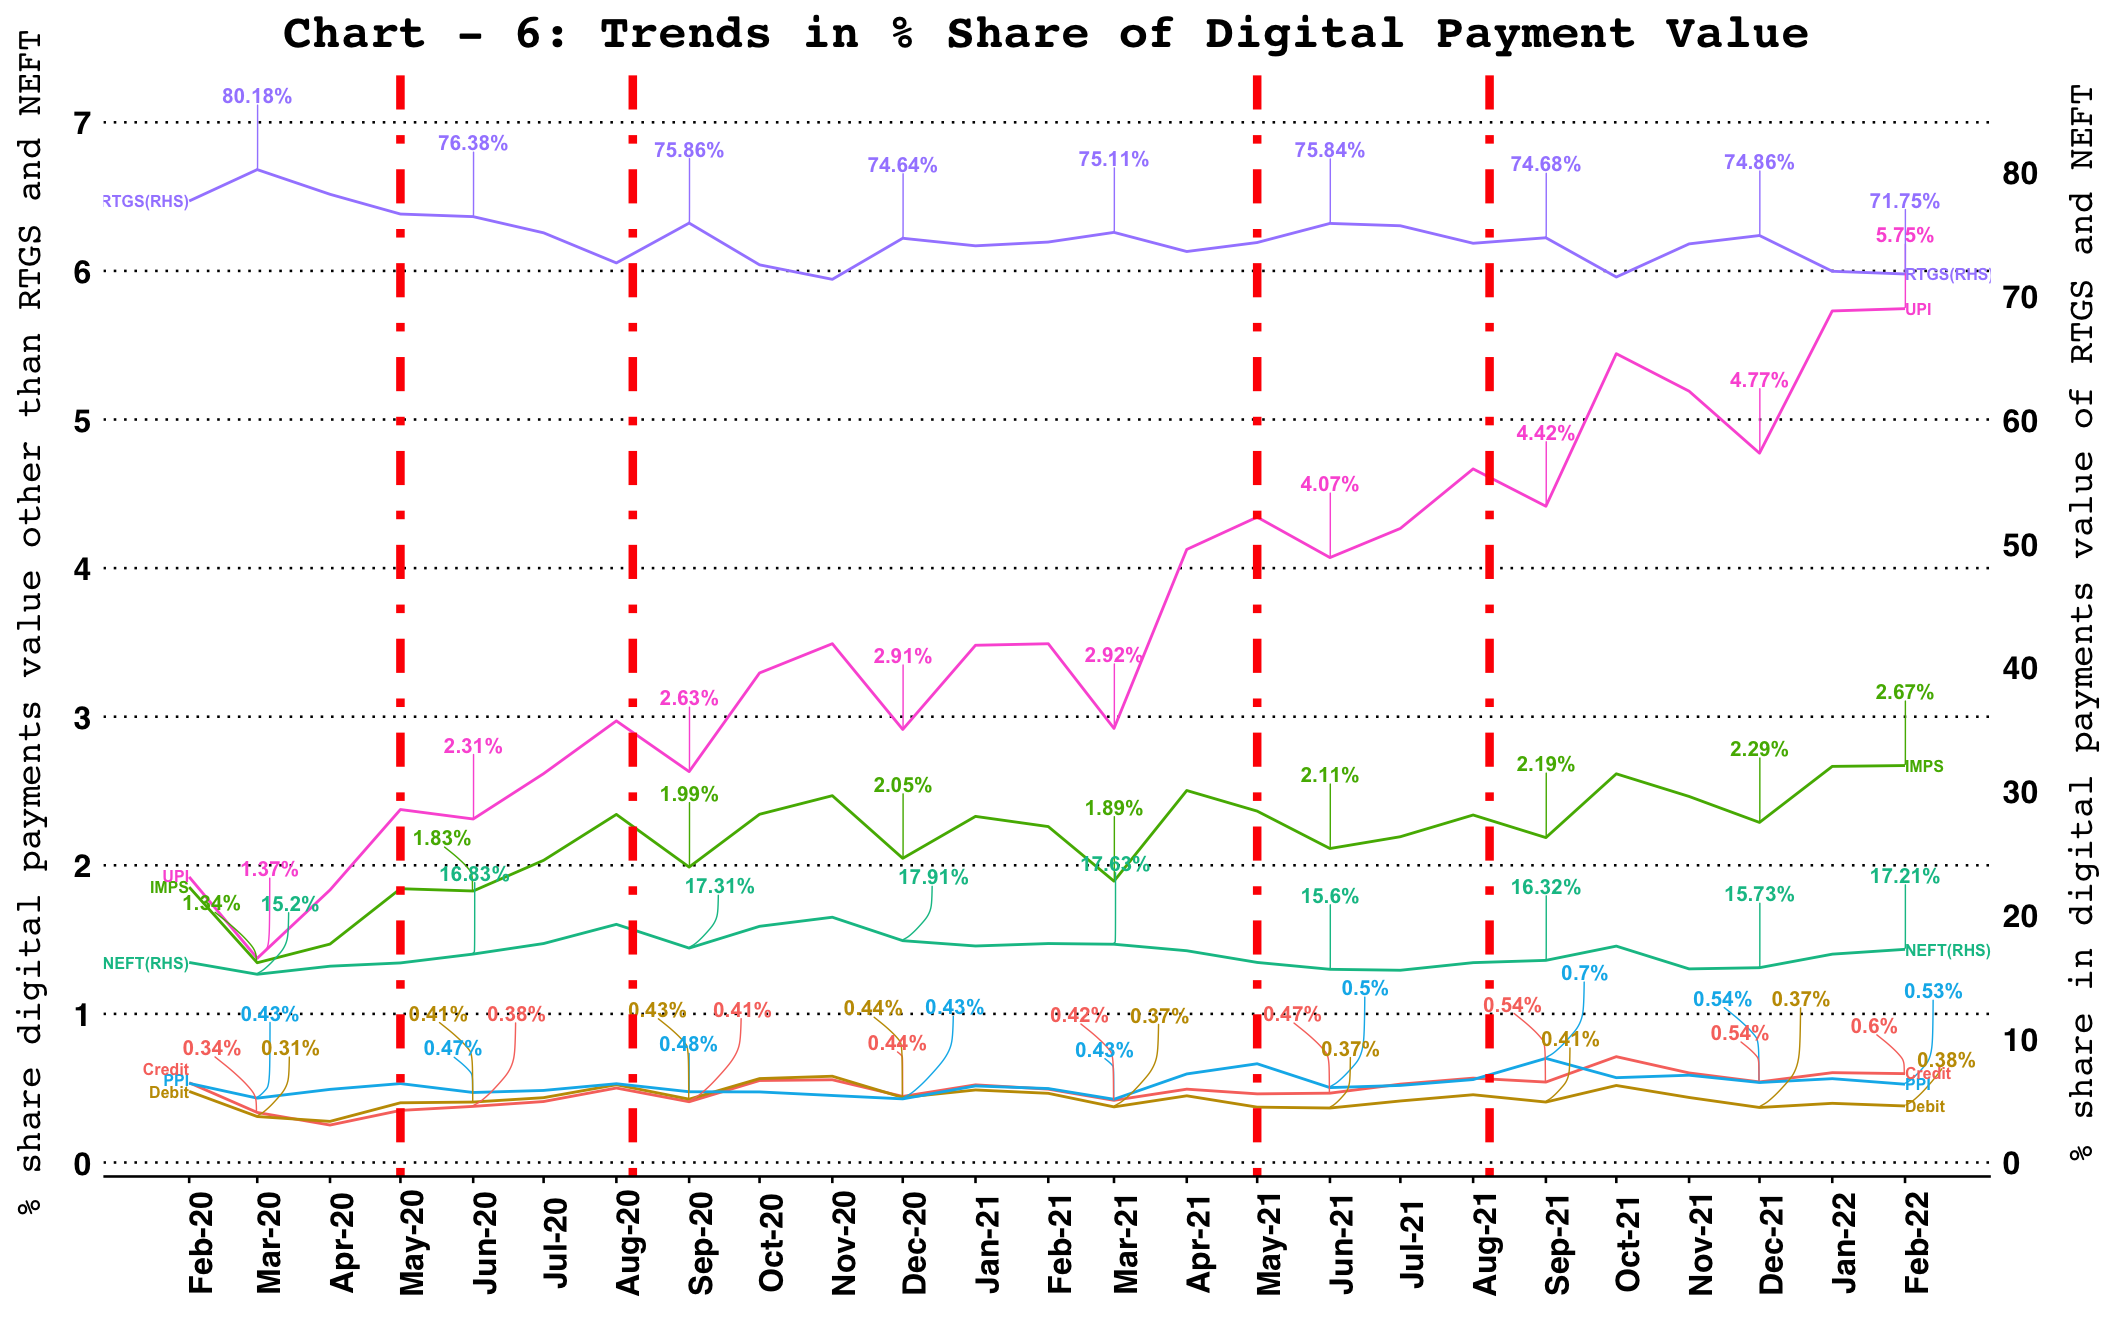 Chart - 6: Trends in % Share of Digital Payment Value
% share digital payments value other than RTGS and NEFT
% share in digital payments value of RTGS and NEFT
7
6
5
4
3
2
1
0
80
70
60
50
40
30
20
10
0
80.18%
76.38%
75.86%
74.64%
75.11%
75.84%
74.68%
74.86%
71.75%
RTGS(RHS)
RTGS(RHS)
5.75%
UPI
4.77%
4.42%
4.07%
2.91%
2.92%
2.63%
2.31%
1.37%
UPI
2.67%
IMPS
2.29%
2.19%
2.11%
1.89%
2.05%
1.99%
1.83%
1.34%
IMPS
15.2%
16.83%
17.31%
17.91%
17.63%
15.6%
16.32%
15.73%
17.21%
NEFT(RHS)
NEFT(RHS)
0.43%
0.34%
0.31%
Credit
PPI
Debit
0.41%
0.38%
0.47%
0.43%
0.41%
0.48%
0.44%
0.43%
0.44%
0.42%
0.37%
0.43%
0.47%
0.5%
0.37%
0.54%
0.7%
0.41%
0.54%
0.37%
0.54%
0.6%
0.53%
0.38%
Credit
PPI
Debit
Feb-20
Mar-20
Apr-20
May-20
Jun-20
Jul-20
Aug-20
Sep-20
Oct-20
Nov-20
Dec-20
Jan-21
Feb-21
Mar-21
Apr-21
May-21
Jun-21
Jul-21
Aug-21
Sep-21
Oct-21
Nov-21
Dec-21
Jan-22
Feb-22